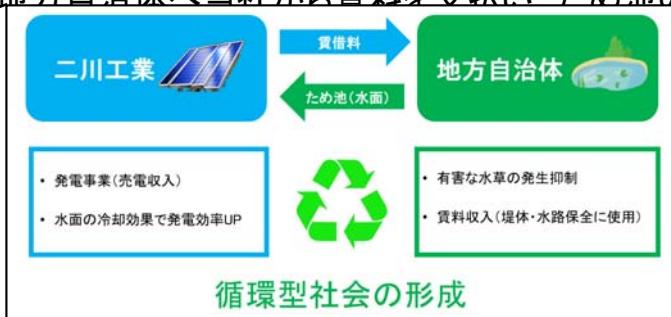 二川工業
賃借料
地方自治体
ため池(水面)
・ 発電事業(売電収入)
・ 水面の冷却効果で発電効率UP
・ 有害な水草の発生抑制
・ 賃料収入(堤体・水路保全に使用)
循環型社会の形成